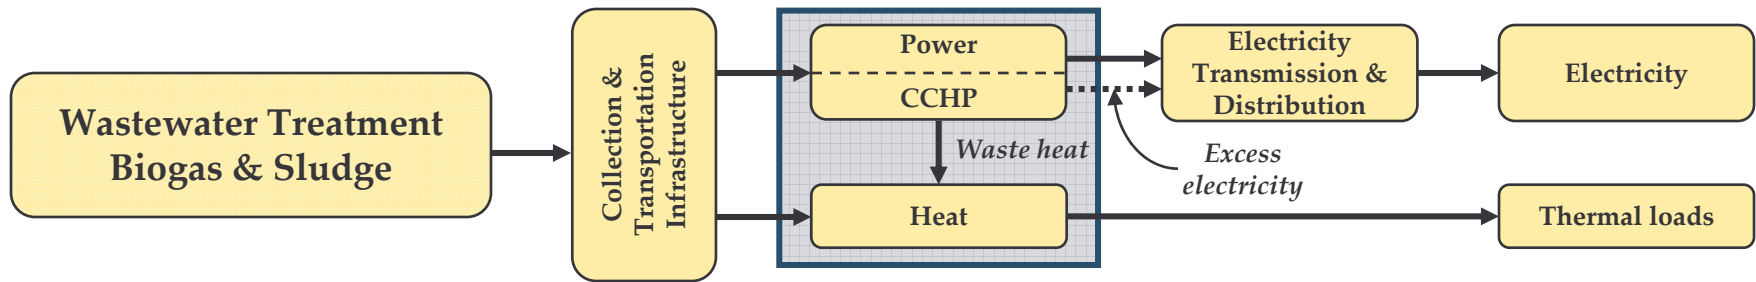 Wastewater Treatment
Biogas & Sludge
Collection &
Transportation
Infrastructure
Power
CCHP
Waste heat
Heat
Electricity
Transmission &
Distribution
Excess
electricity
Electricity
Thermal loads